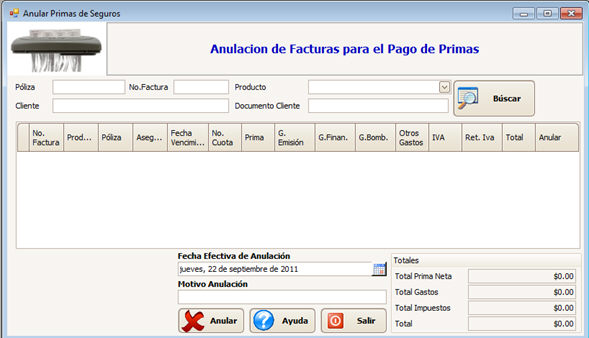 Anular Primas de Seguros
Anulacion de Facturas para el Pago de Primas
Póliza No.Factura Producto
Cliente Documento Cliente
Búscar
No. Factura Prod... Póliza Aseg... Fecha Vencimi... No. Cuota Prima G. Emisión G.Finan. G.Bomb. Otros Gastos IVA Ret. Iva Total Anular
Fecha Efectiva de Anulación
jueves, 22 de septiembre de 2011
Motivo Anulación
Anular Ayuda Salir
Totales
Total Prima Neta $0.00
Total Gastos $0.00
Total Impuestos $0.00
Total $0.00